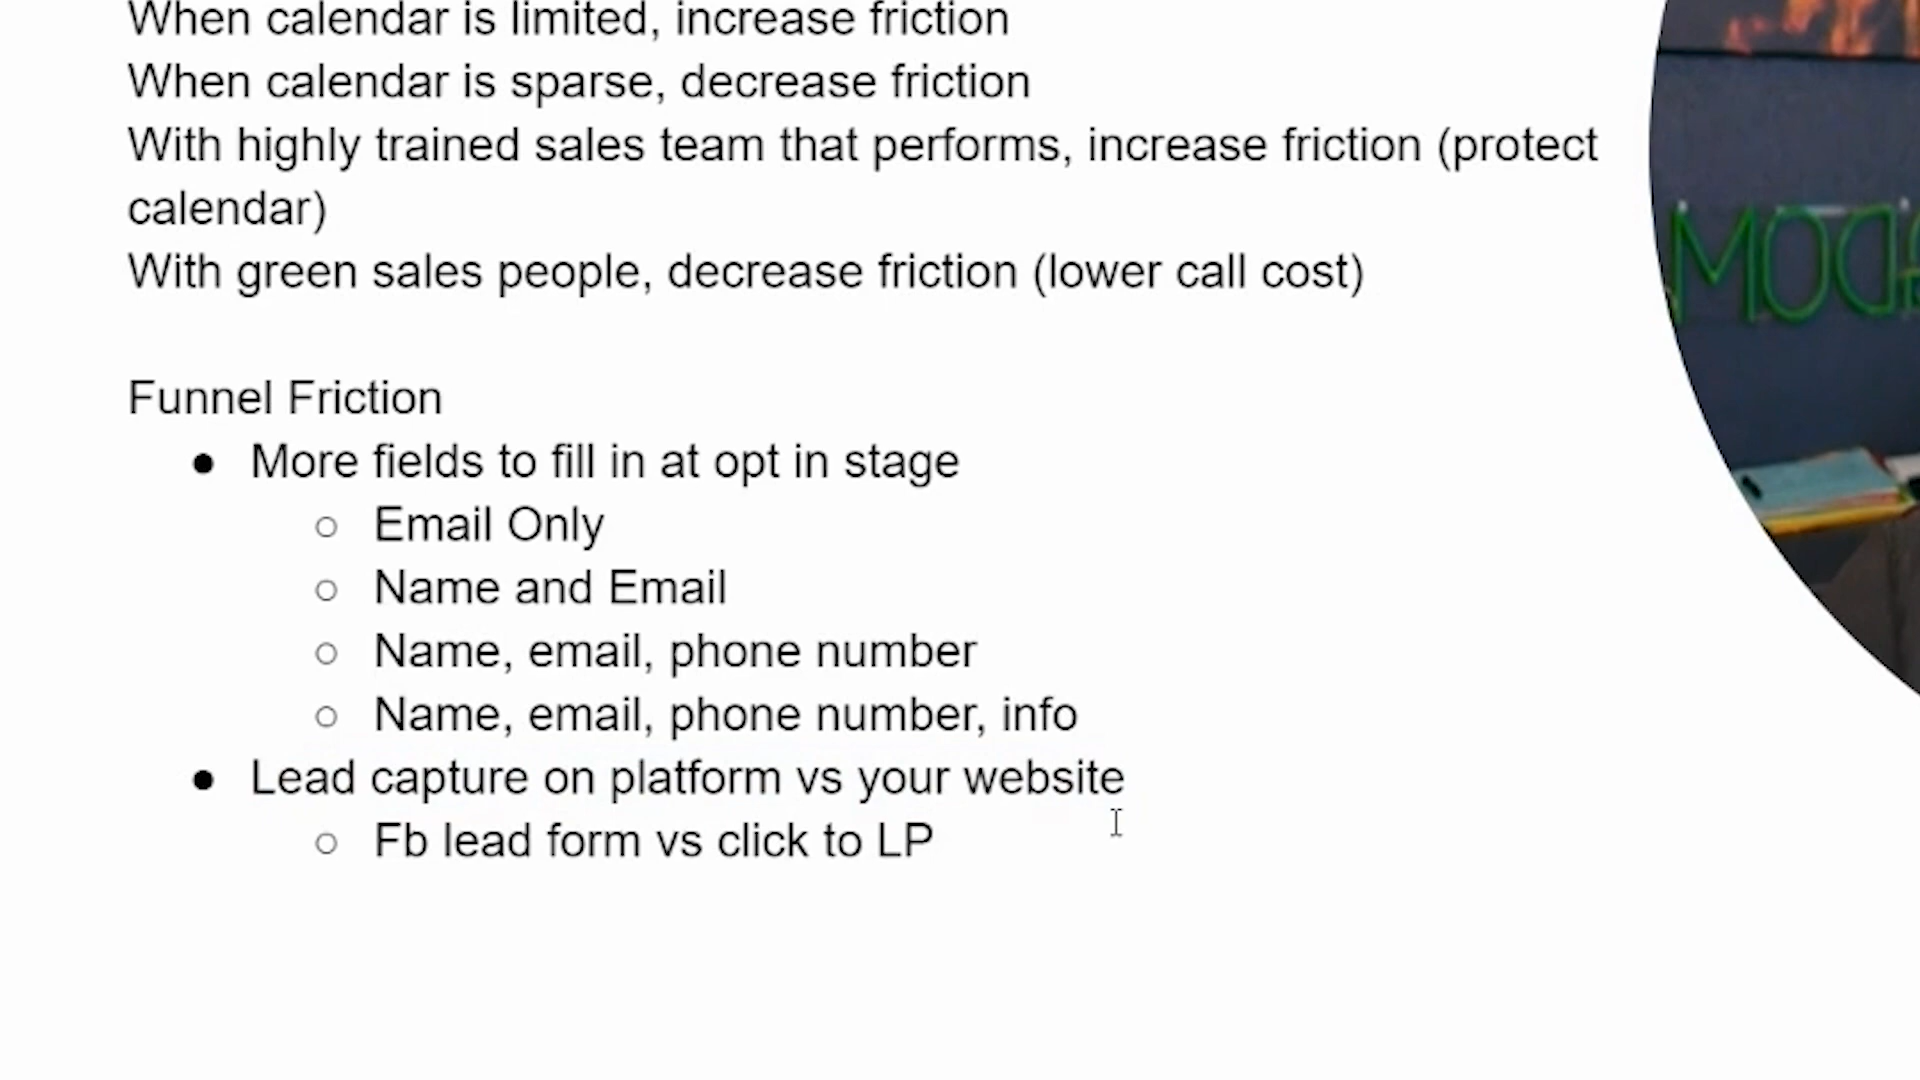 When calendar is limited, increase friction
When calendar is sparse, decrease friction
With highly trained sales team that performs, increase friction (protect
calendar)
With green sales people, decrease friction (lower call cost)
Funnel Friction
● More fields to fill in at opt in stage
○ Email Only
○ Name and Email
○ Name, email, phone number
○ Name, email, phone number, info
● Lead capture on platform vs your website
○ Fb lead form vs click to LP